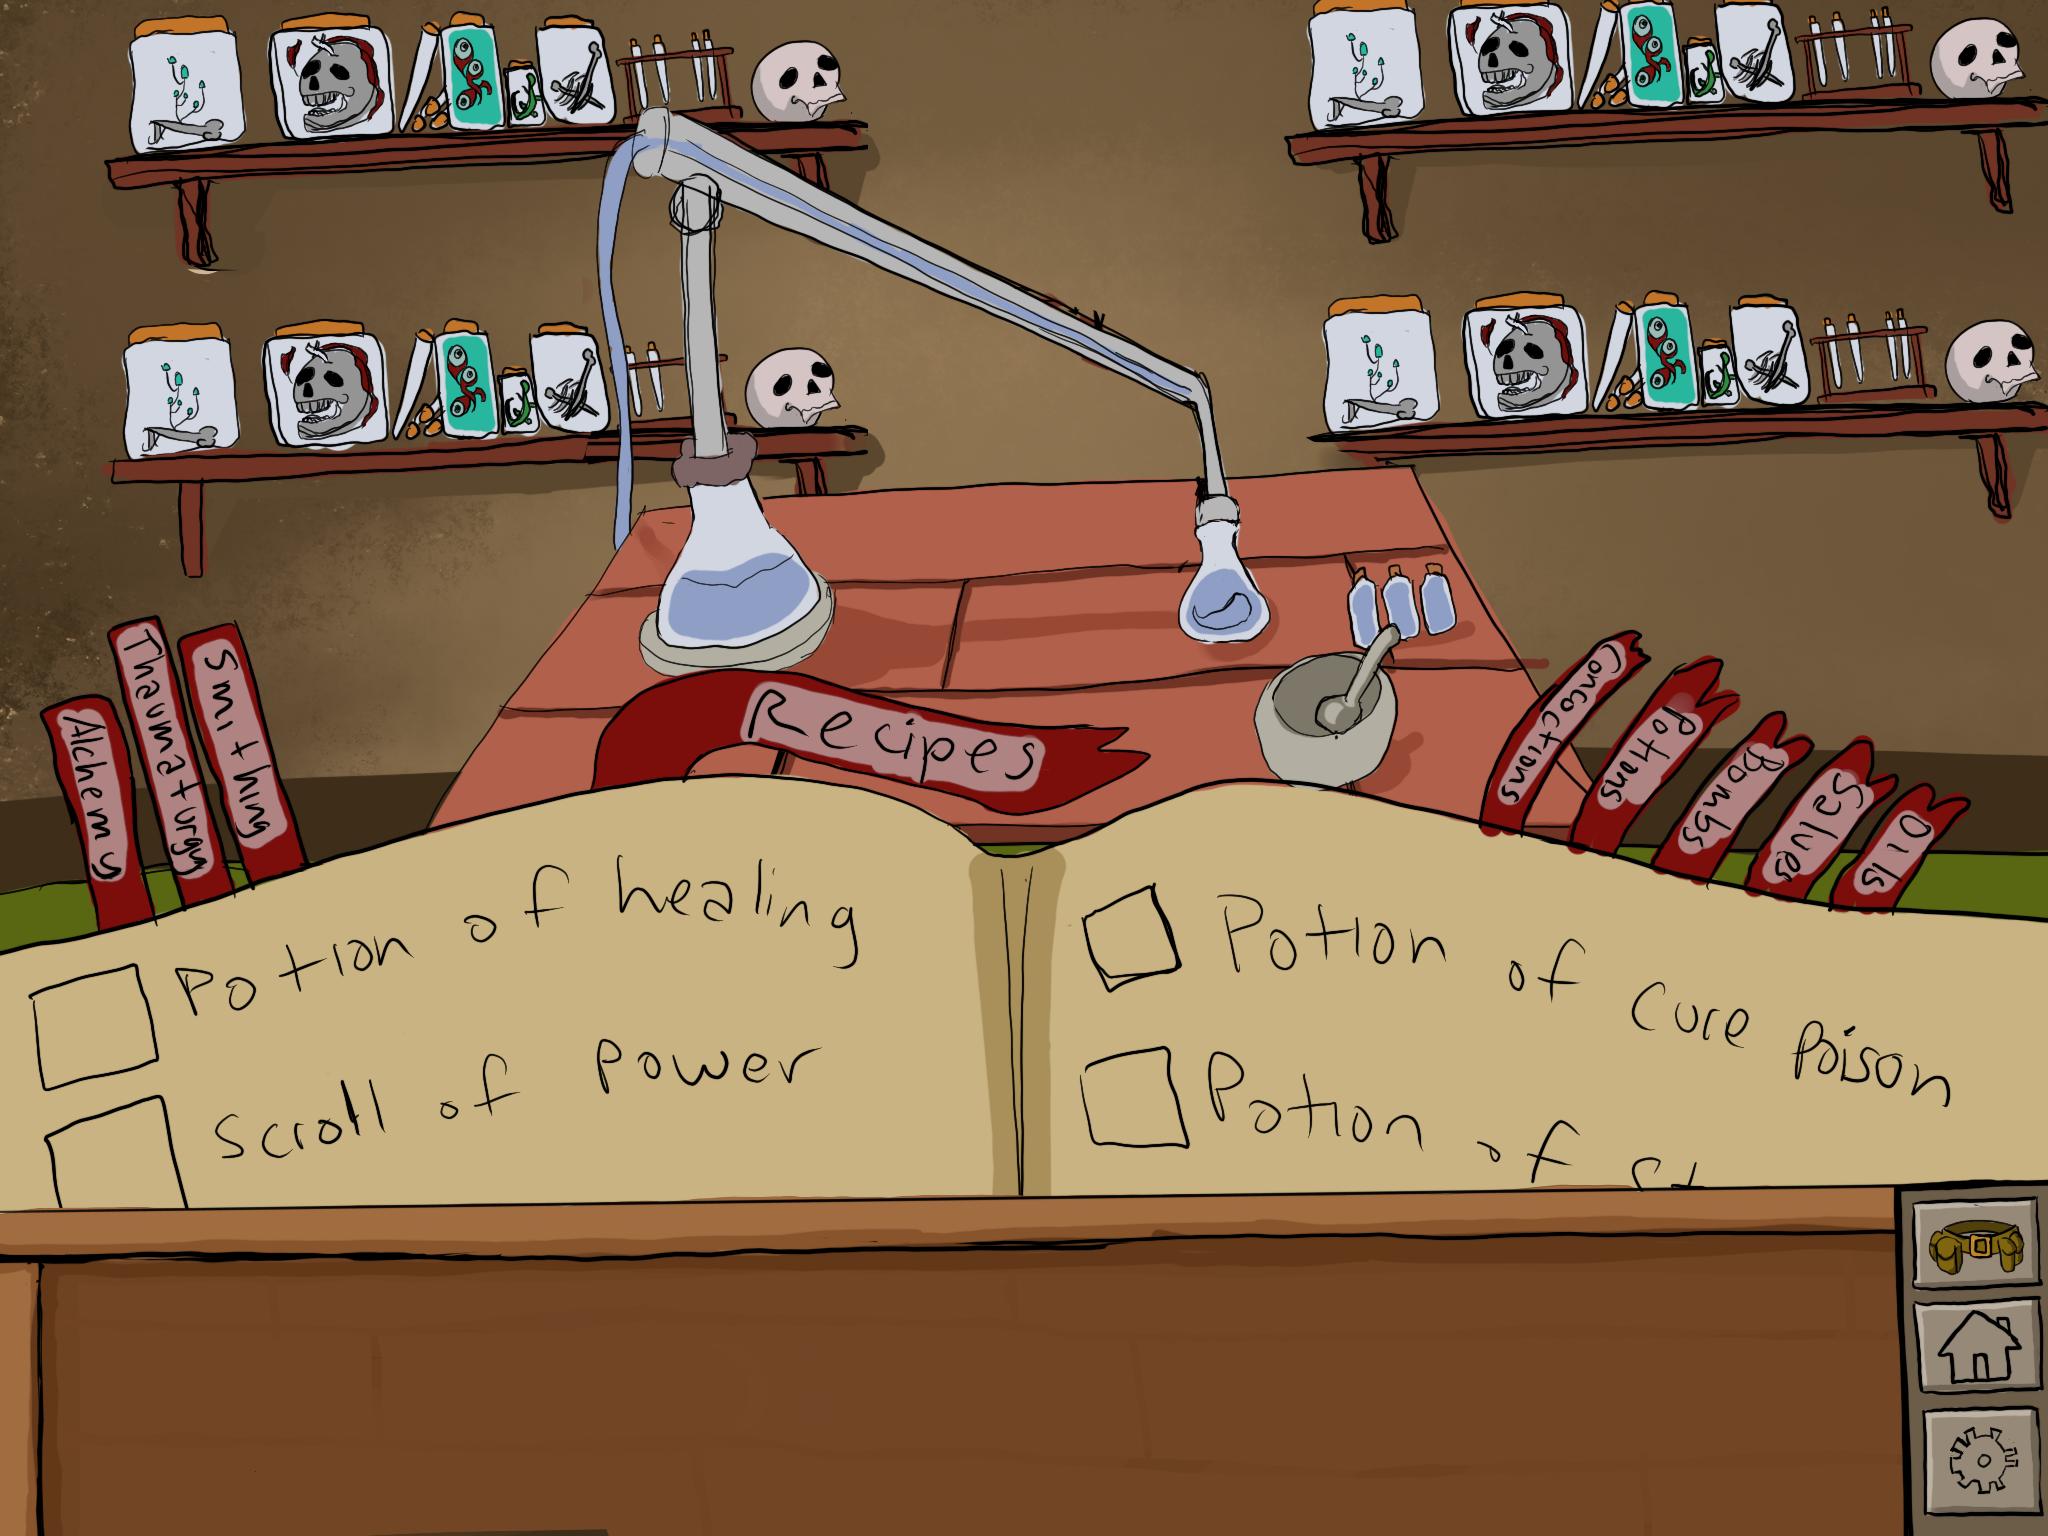 Alchemy
Thaumaturgy
Smithing
Recipes
Concoctions
Potions
Bombs
Salves
Oils
Potion of healing
Scroll of Power
Potion of cure Poison
Potion of